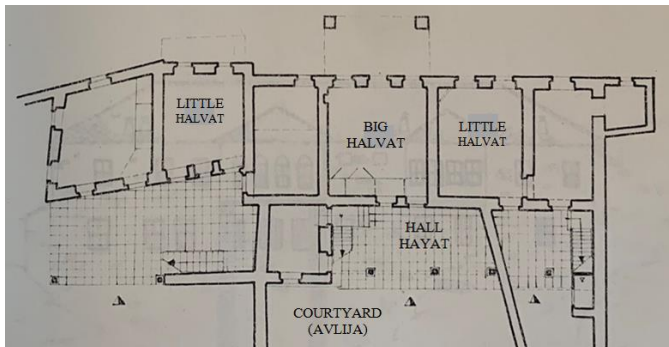 LITTLE
HALVAT
BIG
HALVAT
LITTLE
HALVAT
HALL
HAYAT
COURTYARD
(AVLIJA)